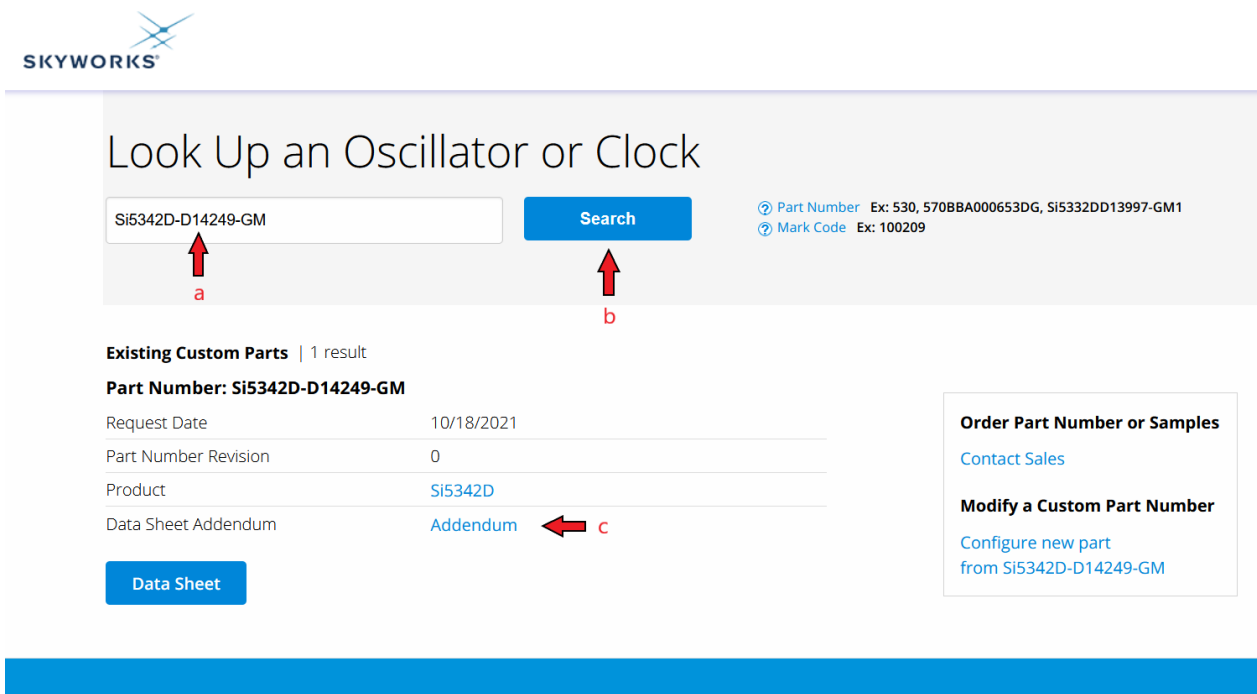 SKYWORKS®
Look Up an Oscillator or Clock
Si5342D-D14249-GM
Search
? Part Number Ex: 530, 570BBA000653DG, Si5332DD13997-GM1
? Mark Code Ex: 100209
a
b
Existing Custom Parts | 1 result
Part Number: Si5342D-D14249-GM
Request Date 10/18/2021
Part Number Revision 0
Product Si5342D
Data Sheet Addendum Addendum c
Data Sheet
Order Part Number or Samples
Contact Sales
Modify a Custom Part Number
Configure new part
from Si5342D-D14249-GM